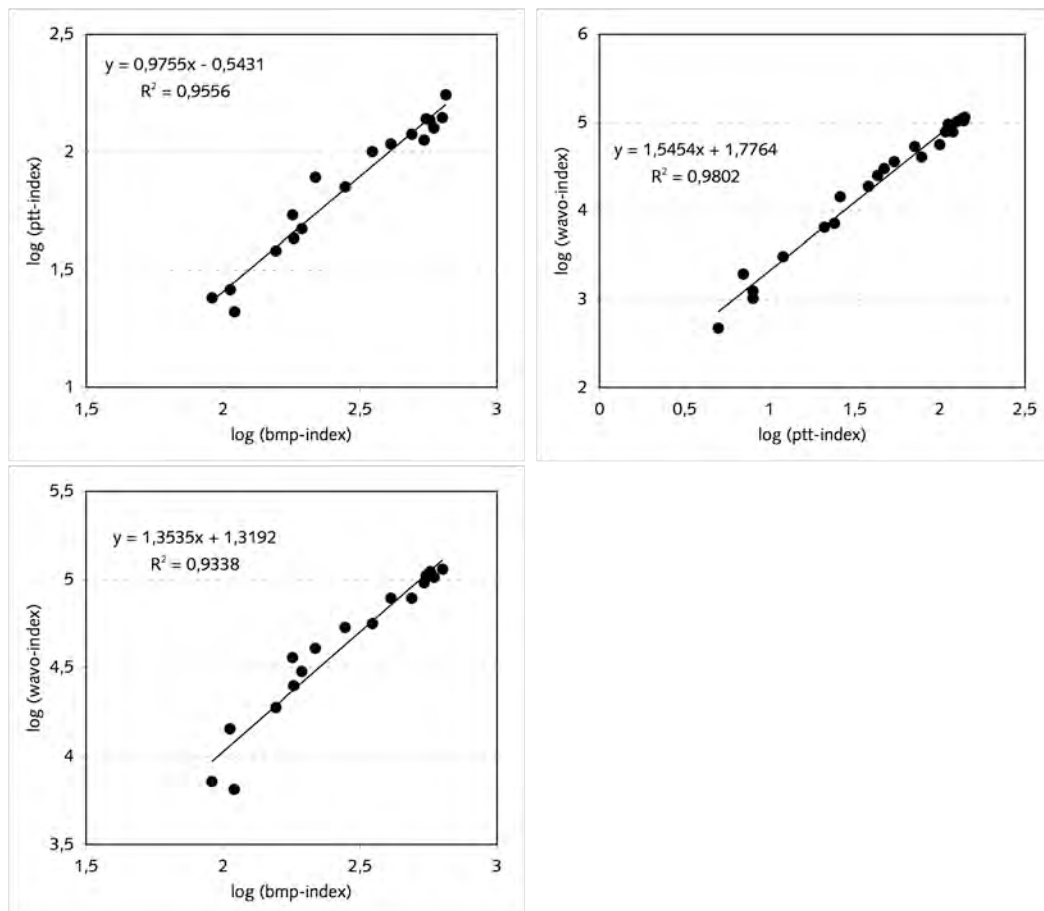 2,5
y = 0,9755x - 0,5431
R² = 0,9556
2
log (ptt-index)
1,5
1
1,5 2 2,5 3
log (bmp-index)
6
5
y = 1,5454x + 1,7764
R² = 0,9802
log (wavo-index)
4
3
2
0 0,5 1 1,5 2 2,5
log (ptt-index)
5,5
y = 1,3535x + 1,3192
R² = 0,9338
5
log (wavo-index)
4,5
4
3,5
1,5 2 2,5 3
log (bmp-index)